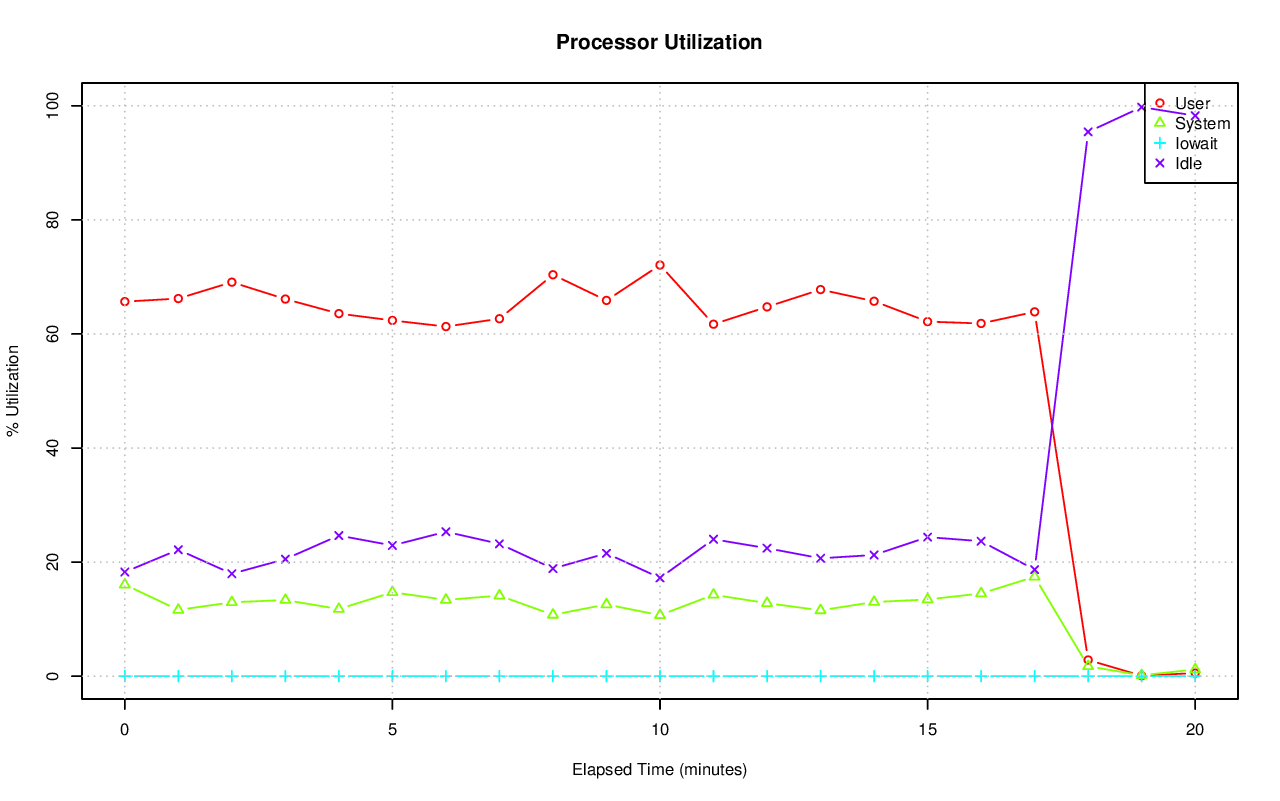 Processor Utilization
100
80
60
40
20
0
% Utilization
User
System
Iowait
Idle
0 5 10 15 20
Elapsed Time (minutes)